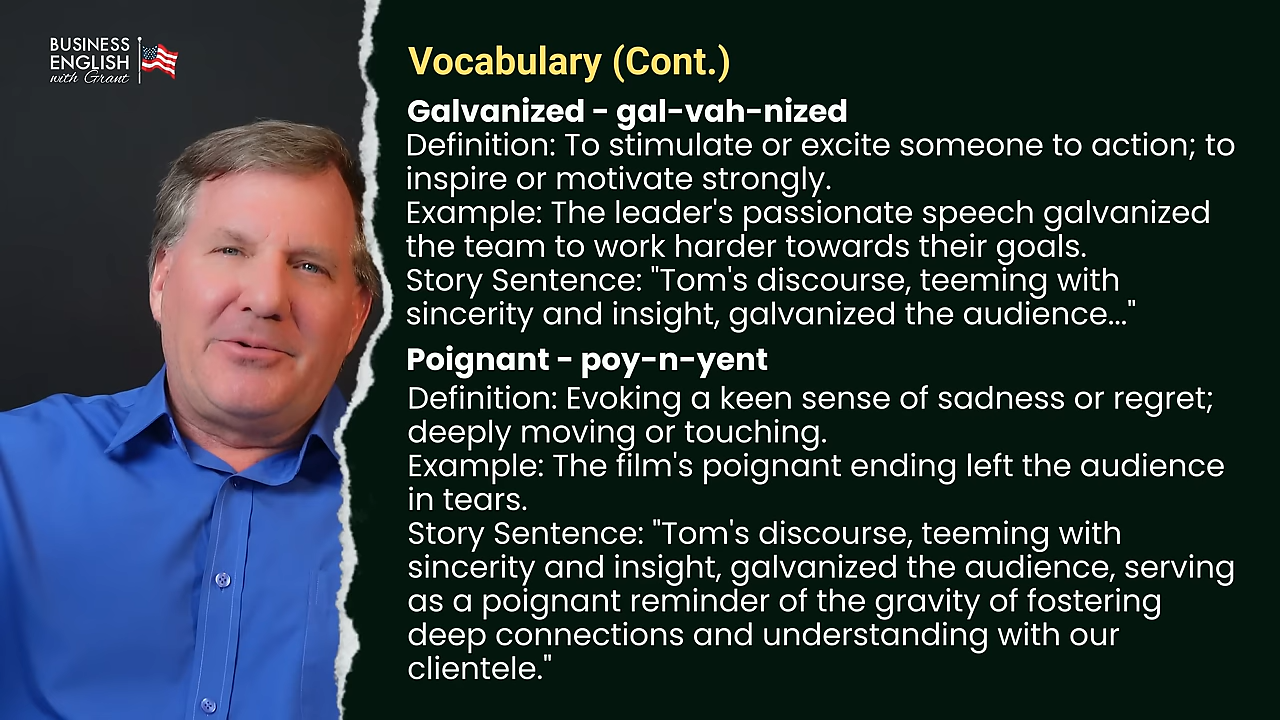 BUSINESS
ENGLISH
with Grant
Vocabulary (Cont.)
Galvanized - gal-vah-nized
Definition: To stimulate or excite someone to action; to
inspire or motivate strongly.
Example: The leader's passionate speech galvanized
the team to work harder towards their goals.
Story Sentence: "Tom's discourse, teeming with
sincerity and insight, galvanized the audience..."
Poignant - poy-n-yent
Definition: Evoking a keen sense of sadness or regret;
deeply moving or touching.
Example: The film's poignant ending left the audience
in tears.
Story Sentence: "Tom's discourse, teeming with
sincerity and insight, galvanized the audience, serving
as a poignant reminder of the gravity of fostering
deep connections and understanding with our
clientele."